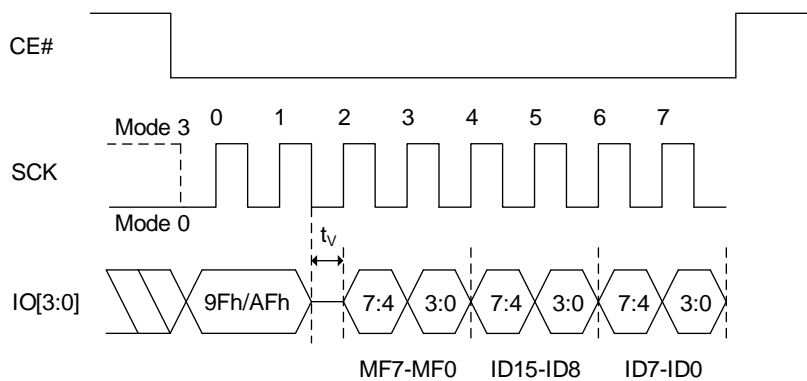 CE#
Mode 3
0 1 2 3 4 5 6 7
SCK
Mode 0
tV
IO[3:0]
9Fh/AFh
7:4 3:0 7:4 3:0 7:4 3:0
MF7-MF0 ID15-ID8 ID7-ID0